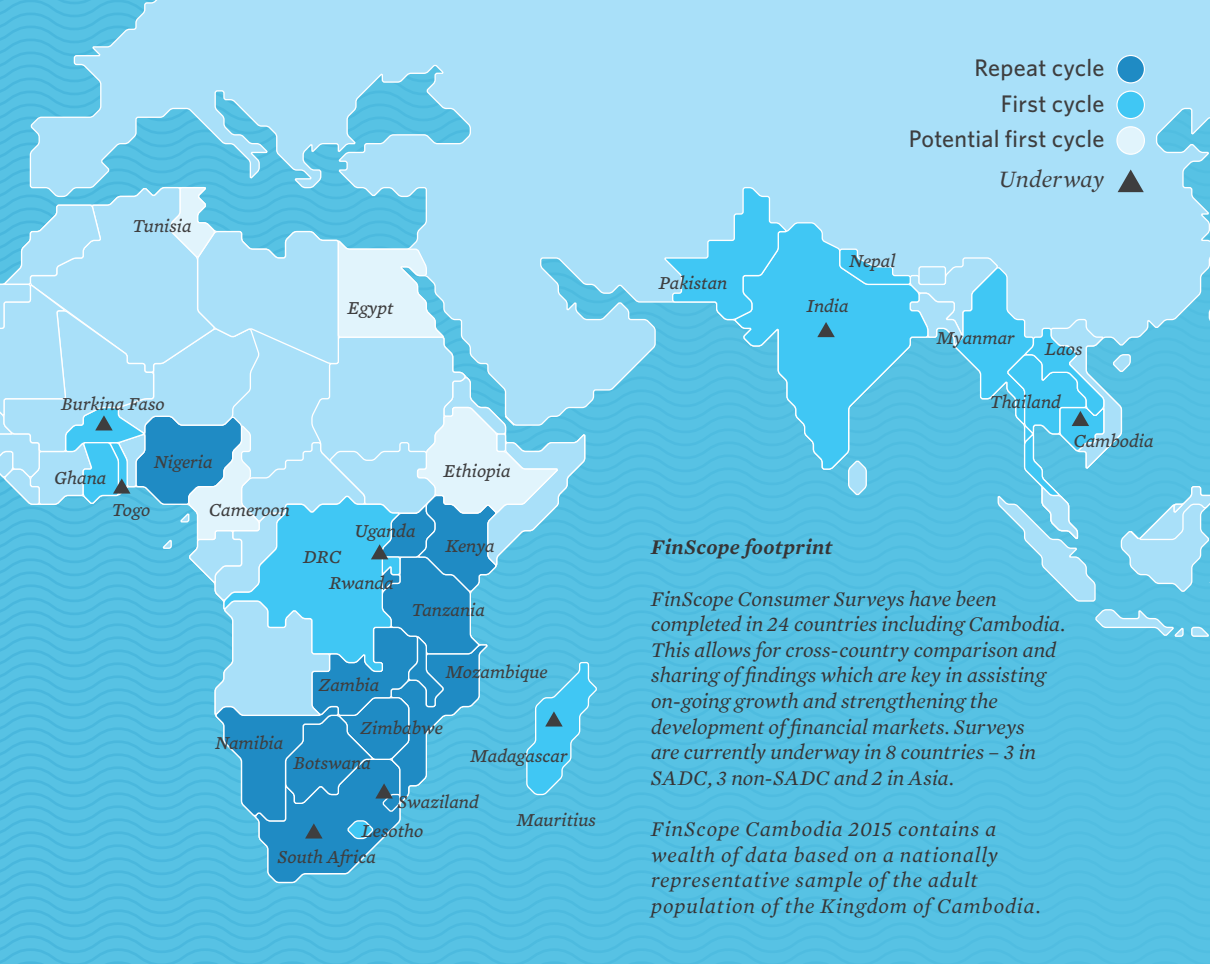 Repeat cycle
First cycle
Potential first cycle
Underway
Tunisia
Egypt
Pakistan
Nepal
India
Myanmar
Laos
Thailand
Cambodia
Burkina Faso
Nigeria
Ghana
Togo
Cameroon
Ethiopia
Uganda
DRC
Kenya
Rwanda
Tanzania
Zambia
Mozambique
Zimbabwe
Namibia
Botswana
Madagascar
Swaziland
Mauritius
Lesotho
South Africa
FinScope footprint
FinScope Consumer Surveys have been
completed in 24 countries including Cambodia.
This allows for cross-country comparison and
sharing of findings which are key in assisting
on-going growth and strengthening the
development of financial markets. Surveys
are currently underway in 8 countries – 3 in
SADC, 3 non-SADC and 2 in Asia.
FinScope Cambodia 2015 contains a
wealth of data based on a nationally
representative sample of the adult
population of the Kingdom of Cambodia.